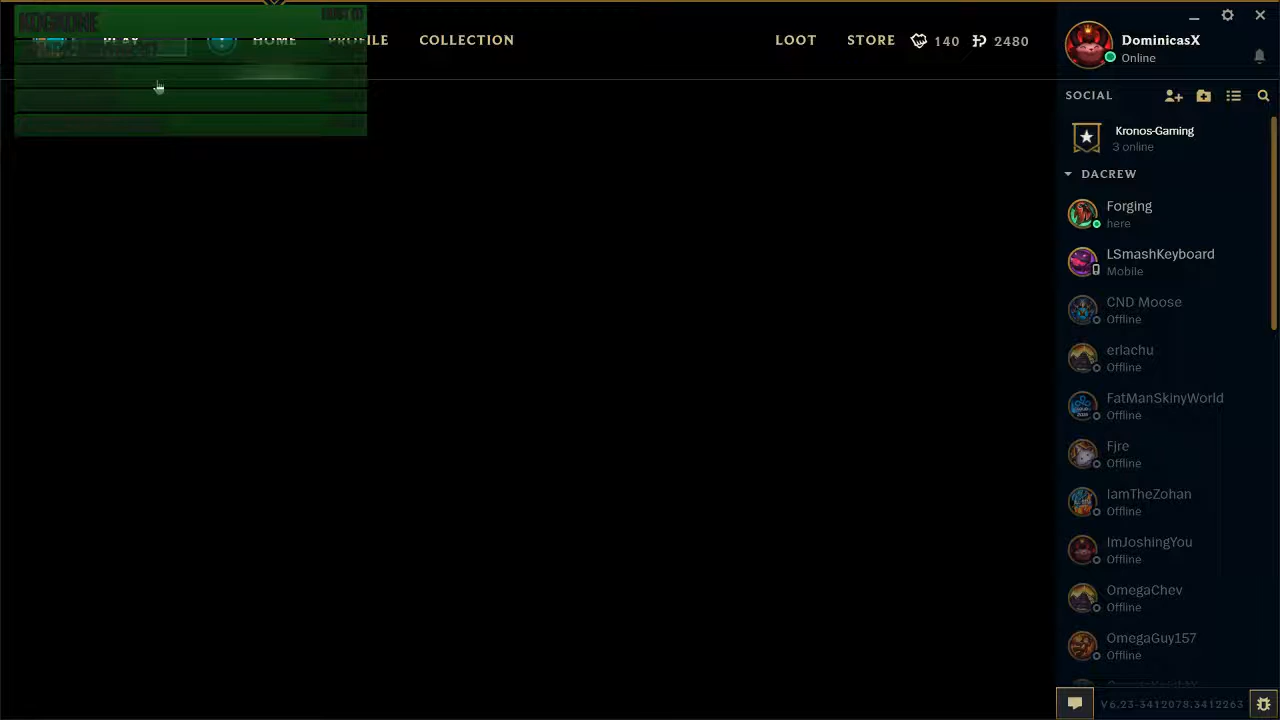 PLAY
HOME
PROFILE
COLLECTION
LOOT
STORE
140
2480
DominicasX
Online
SOCIAL
Kronos-Gaming
3 online
DACREW
Forging
here
LSmashKeyboard
Mobile
CND Moose
Offline
erlachu
Offline
FatManSkinyWorld
Offline
Fjre
Offline
IamTheZohan
Offline
ImJoshingYou
Offline
OmegaChev
Offline
OmegaGuy157
Offline
V6.23-3412078.3412263